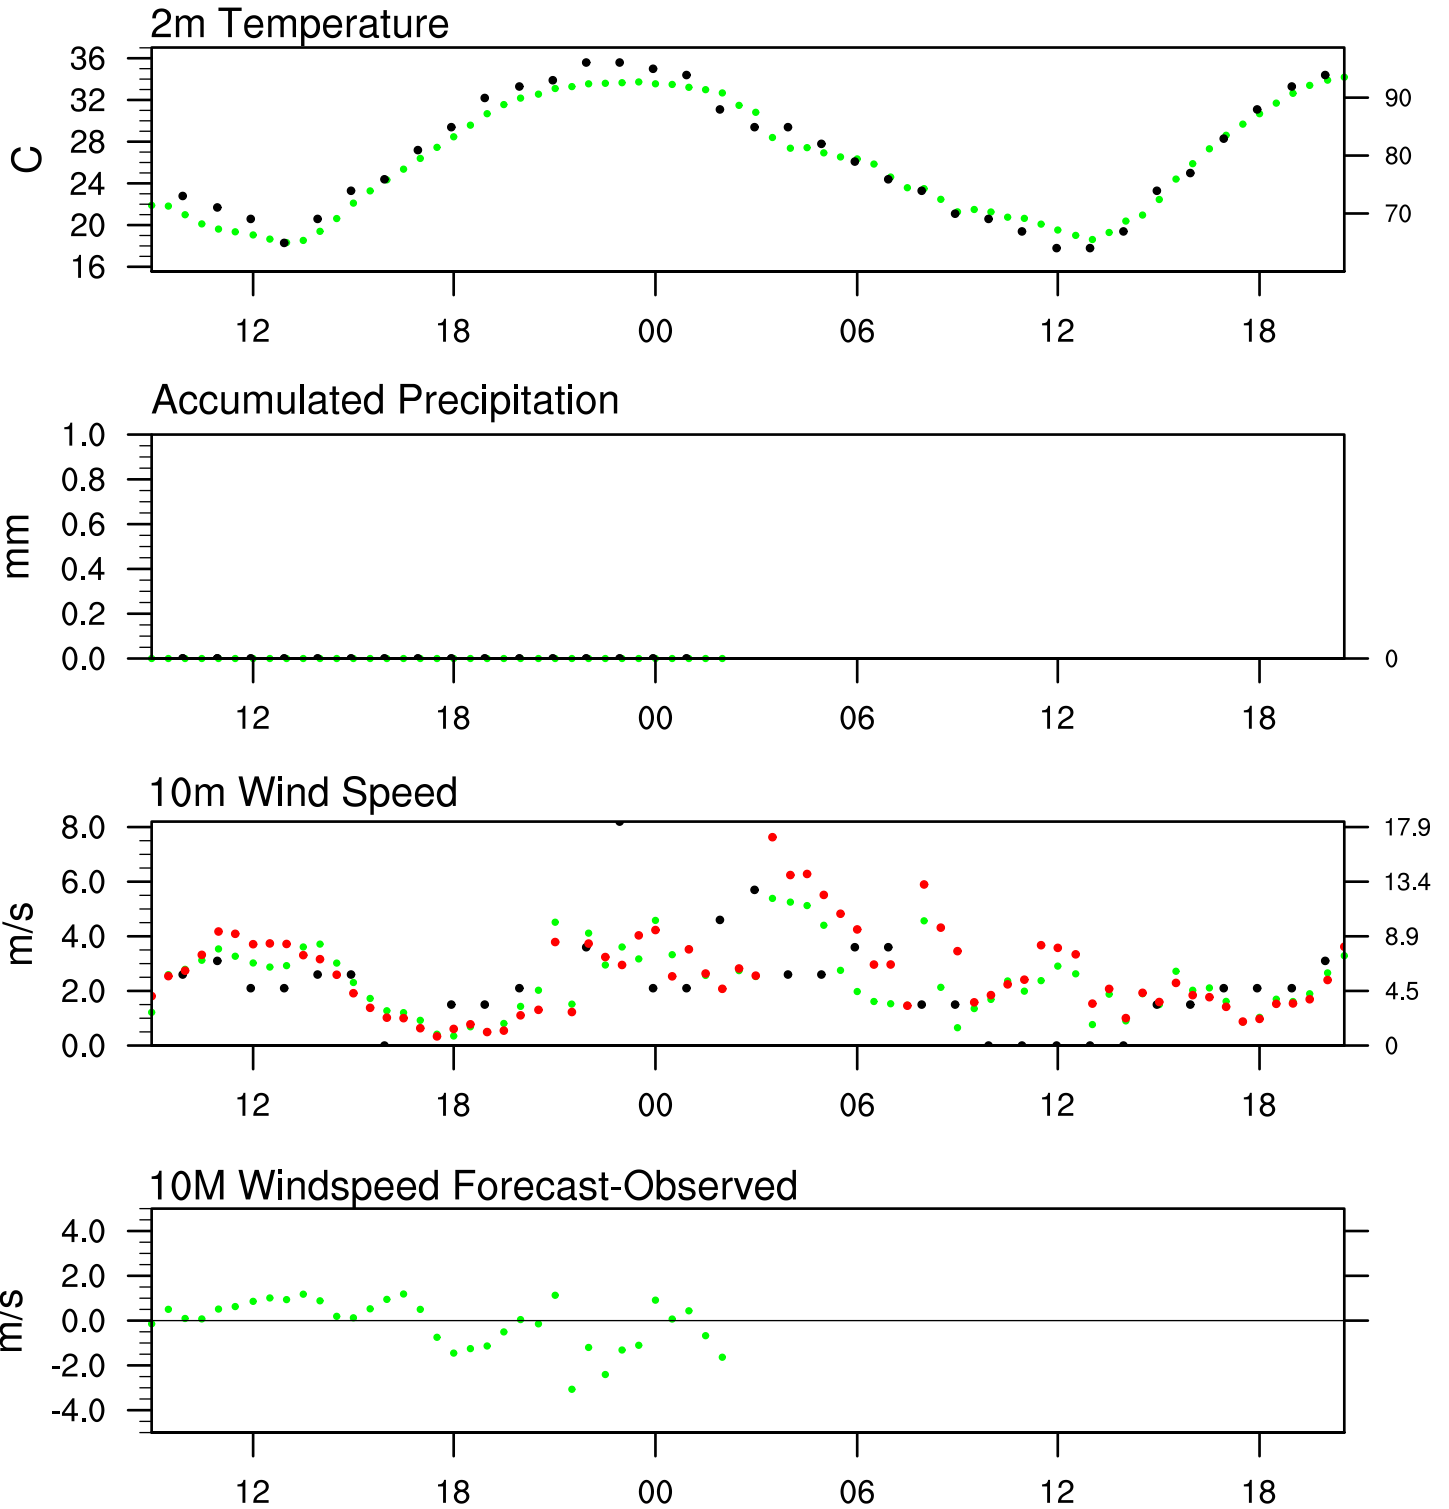 2m Temperature
36
32
28
24
20
16
C
90
80
70
12 18 00 06 12 18
Accumulated Precipitation
1.0
0.8
0.6
0.4
0.2
0.0
mm
0
12 18 00 06 12 18
10m Wind Speed
8.0
6.0
4.0
2.0
0.0
m/s
17.9
13.4
8.9
4.5
0
12 18 00 06 12 18
10M Windspeed Forecast-Observed
4.0
2.0
0.0
-2.0
-4.0
m/s
12 18 00 06 12 18